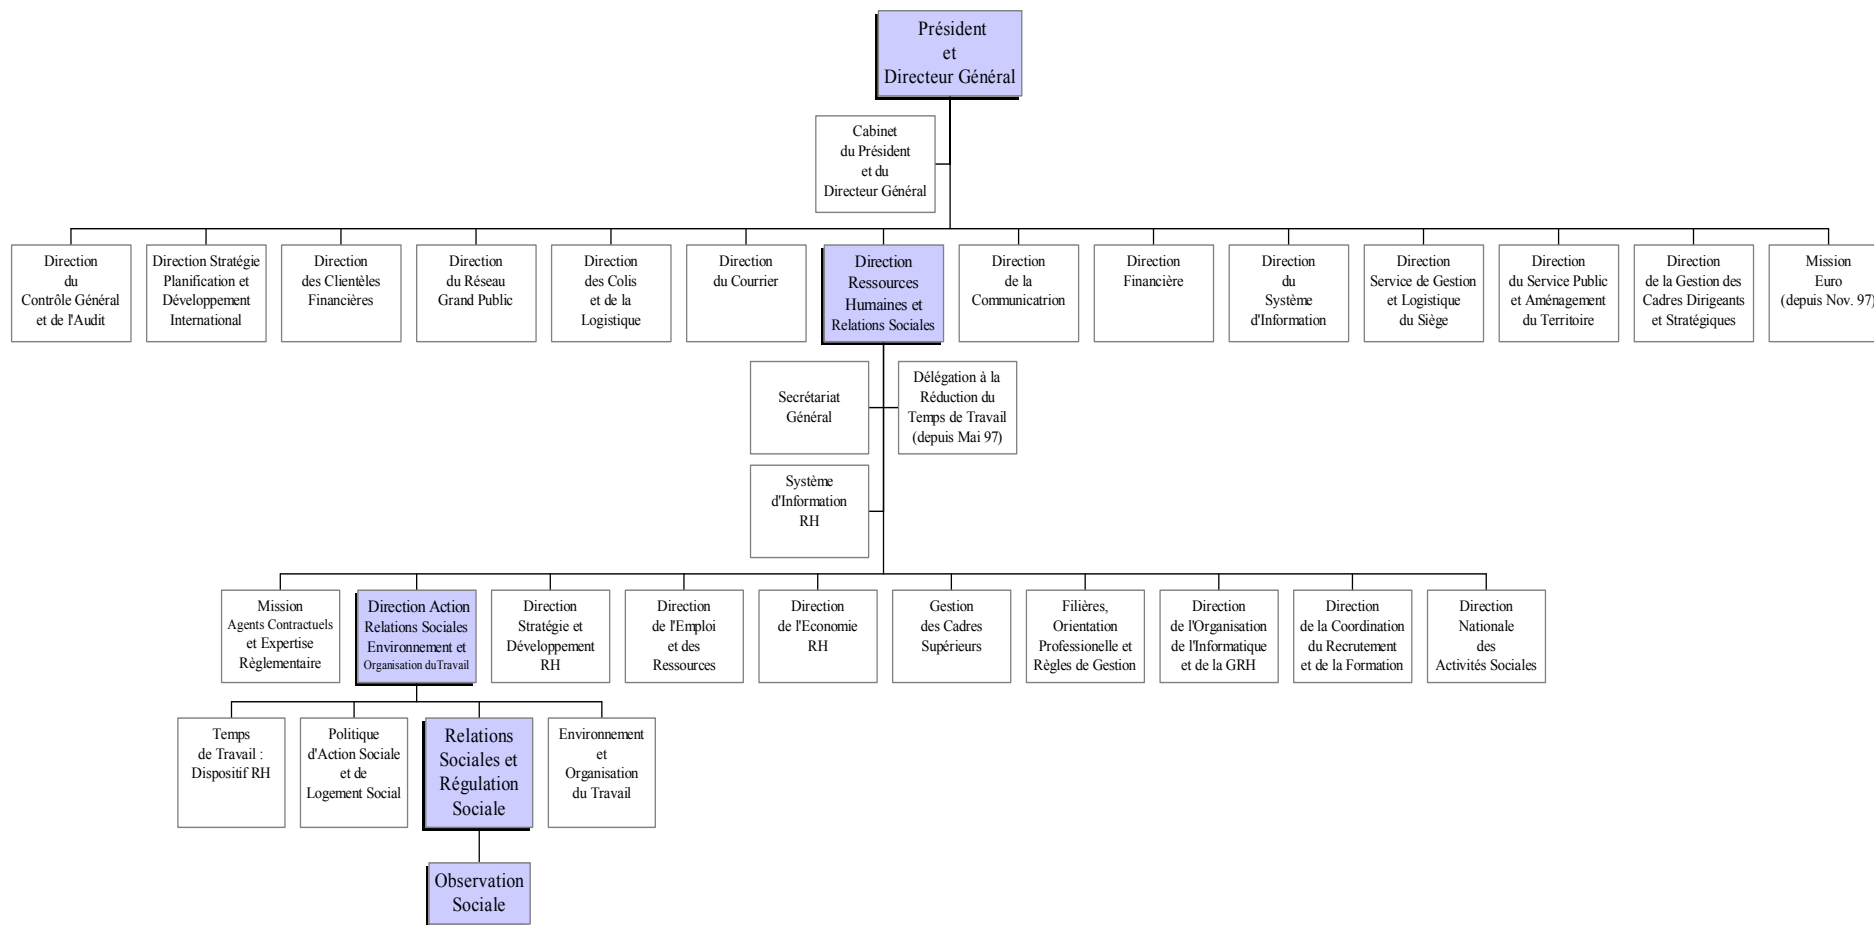 Président
et
Directeur Général
Cabinet
du Président
et du
Directeur Général
Direction
du
Contrôle Général
et de l'Audit
Direction Stratégie
Planification et
Développement
International
Direction
des Clientèles
Financières
Direction
du Réseau
Grand Public
Direction
des Colis
et de la
Logistique
Direction
du Courrier
Direction
Ressources
Humaines et
Relations Sociales
Direction
de la
Communicatrion
Direction
Financière
Direction
du
Système
d'Information
Direction
Service de Gestion
et Logistique
du Siège
Direction
du Service Public
et Aménagement
du Territoire
Direction
de la Gestion des
Cadres Dirigeants
et Stratégiques
Mission
Euro
(depuis Nov. 97)
Secrétariat
Général
Délégation à la
Réduction du
Temps de Travail
(depuis Mai 97)
Système
d'Information
RH
Mission
Agents Contractuels
et Expertise
Règlementaire
Direction Action
Relations Sociales
Environnement et
Organisation duTravail
Direction
Stratégie et
Développement
RH
Direction
de l'Emploi
et des
Ressources
Direction
de l'Economie
RH
Gestion
des Cadres
Supérieurs
Filières,
Orientation
Professionelle et
Règles de Gestion
Direction
de l'Organisation
de l'Informatique
et de la GRH
Direction
de la Coordination
du Recrutement
et de la Formation
Direction
Nationale
des
Activités Sociales
Temps
de Travail :
Dispositif RH
Politique
d'Action Sociale
et de
Logement Social
Relations
Sociales et
Régulation
Sociale
Environnement
et
Organisation
du Travail
Observation
Sociale